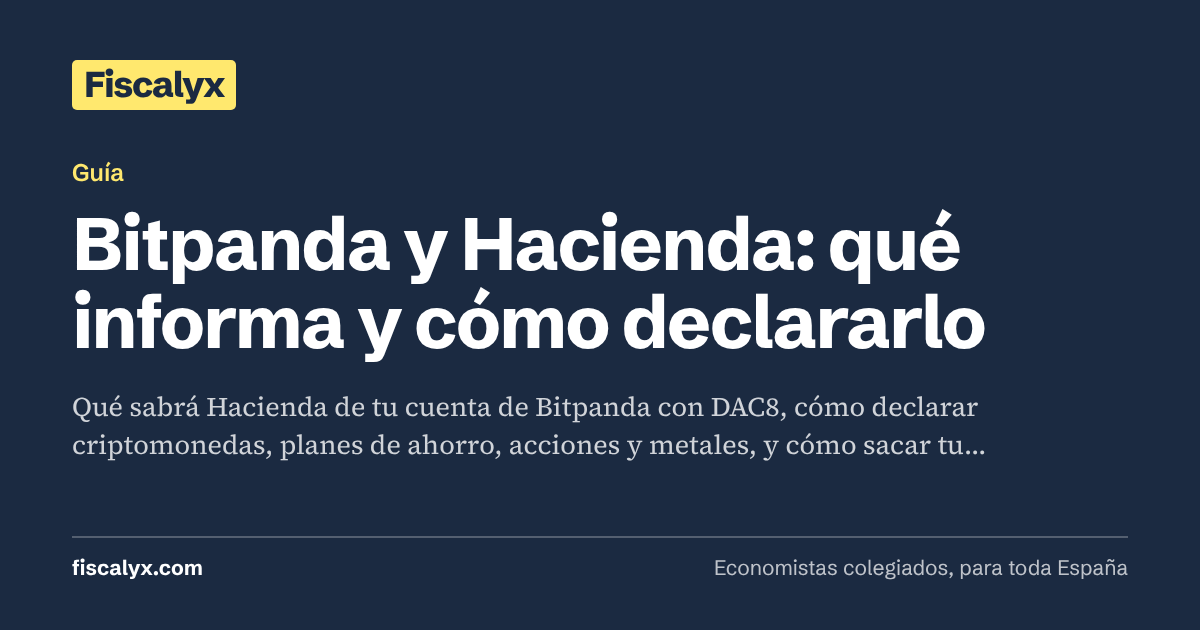 Fiscalyx
Guía
Bitpanda y Hacienda: qué
informa y cómo declararlo
Qué sabrá Hacienda de tu cuenta de Bitpanda con DAC8, cómo declarar
criptomonedas, planes de ahorro, acciones y metales, y cómo sacar tu...
fiscalyx.com
Economistas colegiados, para toda España